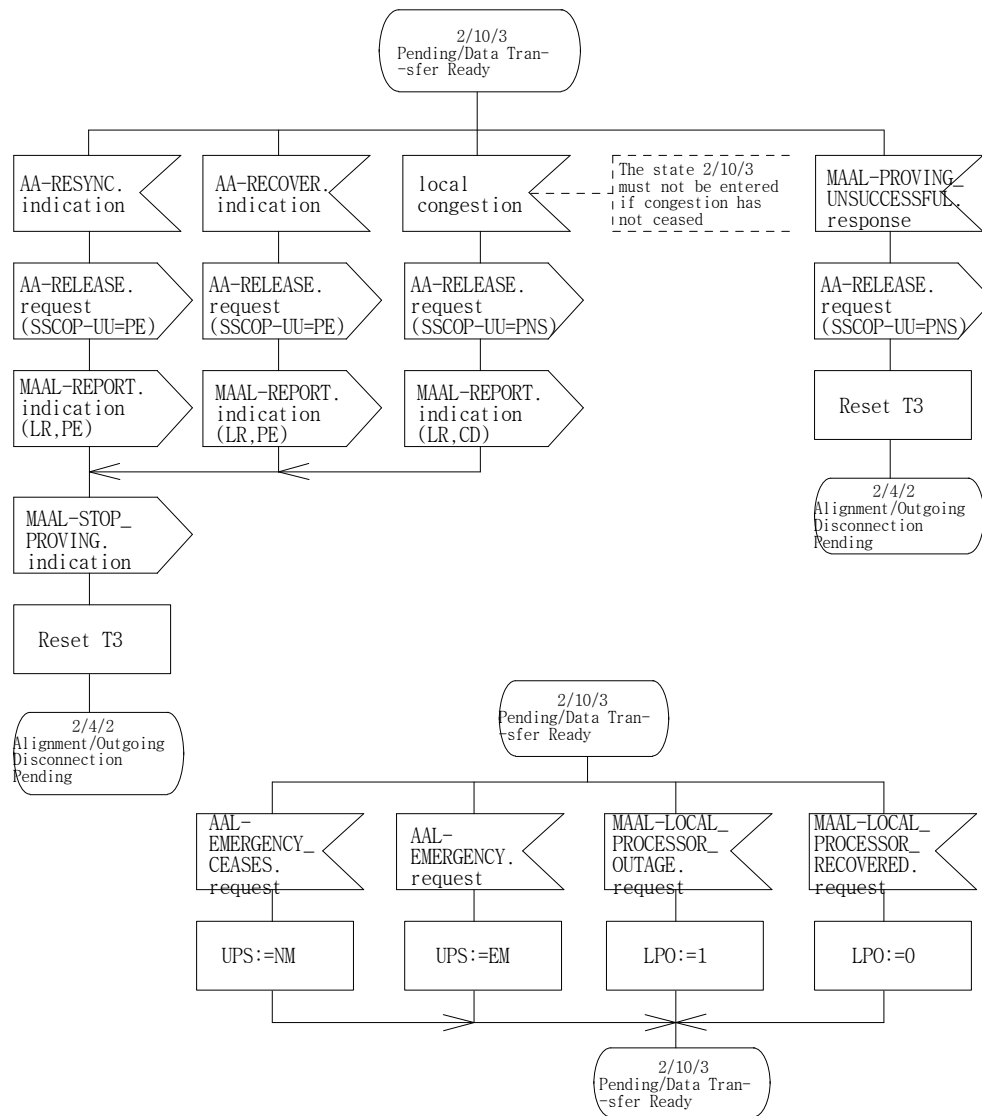 2/10/3
Pending/Data Tran-
-sfer Ready
AA-RESYNC.
indication
AA-RECOVER.
indication
local
congestion
The state 2/10/3
must not be entered
if congestion has
not ceased
MAAL-PROVING_
UNSUCCESSFUL.
response
AA-RELEASE.
request
(SSCOP-UU=PE)
AA-RELEASE.
request
(SSCOP-UU=PE)
AA-RELEASE.
request
(SSCOP-UU=PNS)
AA-RELEASE.
request
(SSCOP-UU=PNS)
MAAL-REPORT.
indication
(LR,PE)
MAAL-REPORT.
indication
(LR,PE)
MAAL-REPORT.
indication
(LR,CD)
Reset T3
2/4/2
Alignment/Outgoing
Disconnection
Pending
MAAL-STOP_
PROVING.
indication
Reset T3
2/4/2
Alignment/Outgoing
Disconnection
Pending
2/10/3
Pending/Data Tran-
-sfer Ready
AAL-
EMERGENCY_
CEASES.
request
AAL-
EMERGENCY.
request
MAAL-LOCAL_
PROCESSOR_
OUTAGE.
request
MAAL-LOCAL_
PROCESSOR_
RECOVERED.
request
UPS:=NM
UPS:=EM
LPO:=1
LPO:=0
2/10/3
Pending/Data Tran-
-sfer Ready